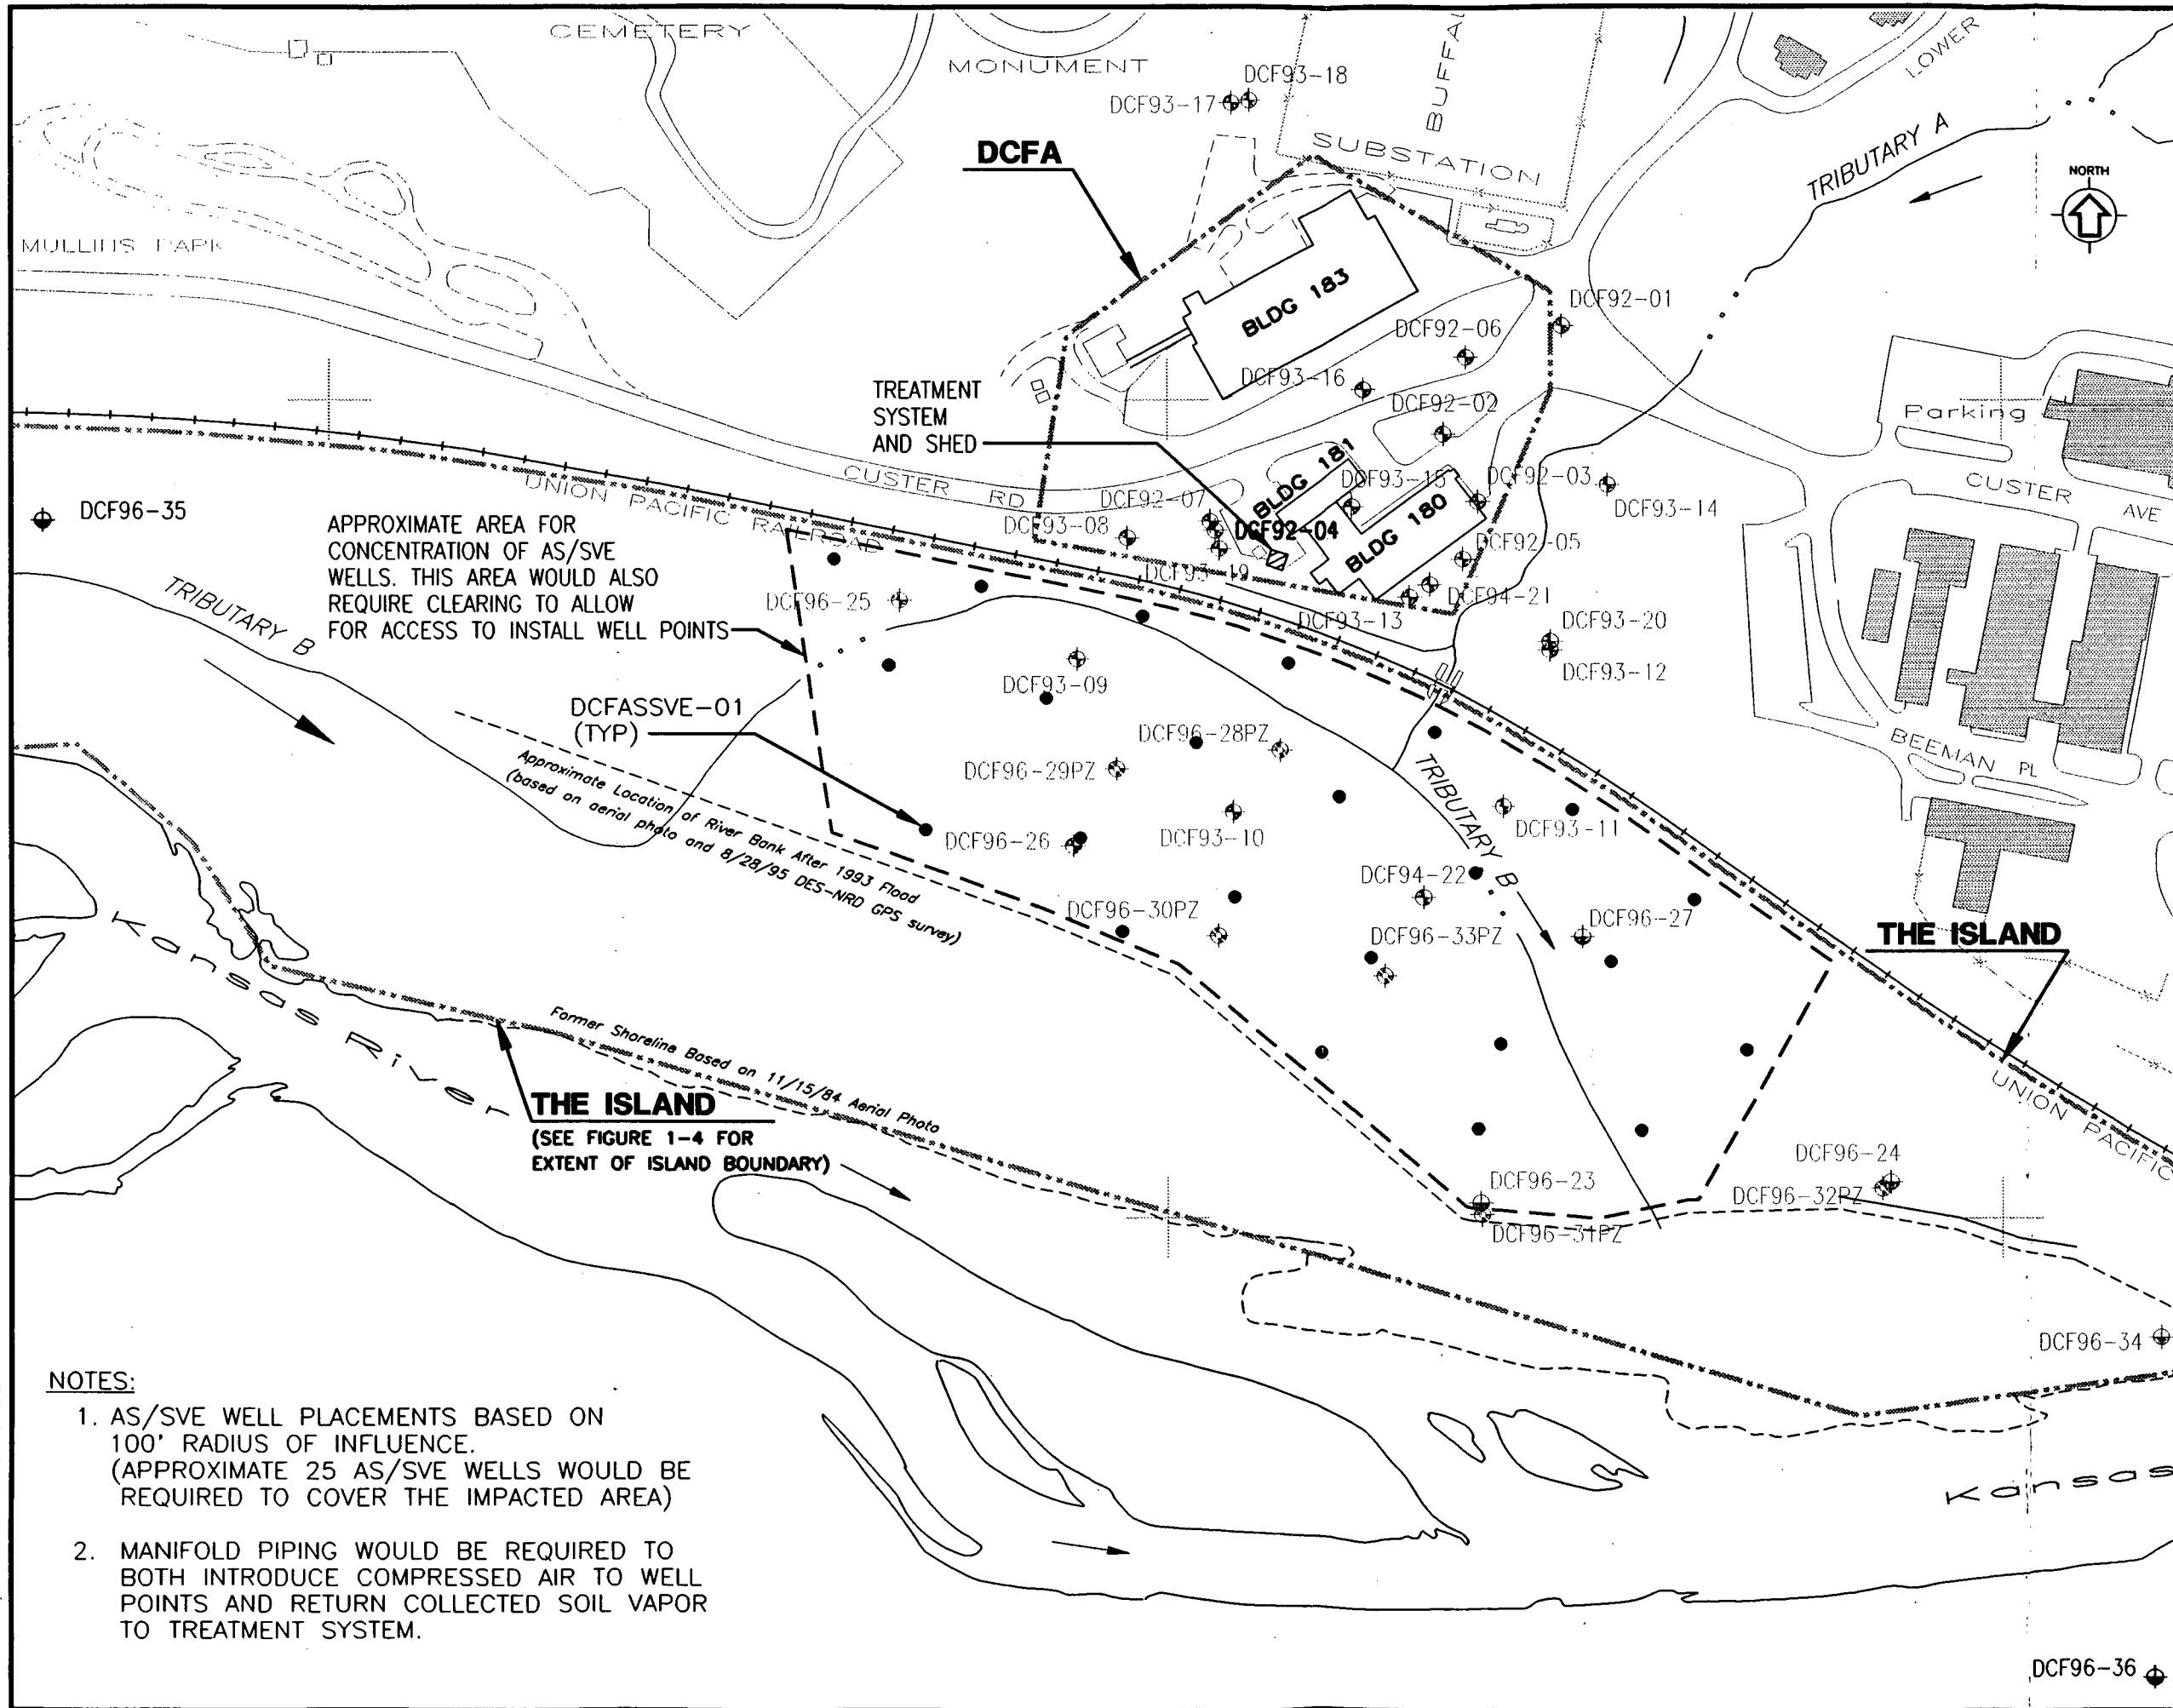 CEMETERY
MONUMENT
DCF93-18
DCF93-17
SUBSTATION
LOWER
DCFA
TRIBUTARY A
NORTH
MULLINS PARK
BLDG 183
DCF92-01
DCF92-06
DCF93-16
DCF92-02
TREATMENT
SYSTEM
AND SHED
Parking
CUSTER RD
UNION PACIFIC RAILROAD
BLDG 181
DCF93-15
DCF92-03
DCF93-14
CUSTER AVE
DCF92-07
DCF93-08
DCF92-04
BLDG 180
DCF92-05
DCF96-35
APPROXIMATE AREA FOR
CONCENTRATION OF AS/SVE
WELLS. THIS AREA WOULD ALSO
REQUIRE CLEARING TO ALLOW
FOR ACCESS TO INSTALL WELL POINTS
DCF93-19
DCF94-21
DCF93-13
DCF93-20
DCF93-12
TRIBUTARY B
DCF96-25
DCF93-09
DCFASSVE-01
(TYP)
DCF96-28PZ
DCF96-29PZ
BEEMAN PL
Approximate Location of River Bank After 1993 Flood
(based on aerial photo and 8/28/95 DES-NRD GPS survey)
DCF96-26
DCF93-10
TRIBUTARY B
DCF93-11
DCF94-22
DCF96-30PZ
DCF96-33PZ
DCF96-27
THE ISLAND
Kansas River
Former Shoreline Based on 11/15/84 Aerial Photo
THE ISLAND
(SEE FIGURE 1-4 FOR
EXTENT OF ISLAND BOUNDARY)
UNION PACIFIC
DCF96-24
DCF96-23
DCF96-32PZ
DCF96-31PZ
DCF96-34
Kansas
NOTES:
1. AS/SVE WELL PLACEMENTS BASED ON
100' RADIUS OF INFLUENCE.
(APPROXIMATE 25 AS/SVE WELLS WOULD BE
REQUIRED TO COVER THE IMPACTED AREA)
2. MANIFOLD PIPING WOULD BE REQUIRED TO
BOTH INTRODUCE COMPRESSED AIR TO WELL
POINTS AND RETURN COLLECTED SOIL VAPOR
TO TREATMENT SYSTEM.
DCF96-36